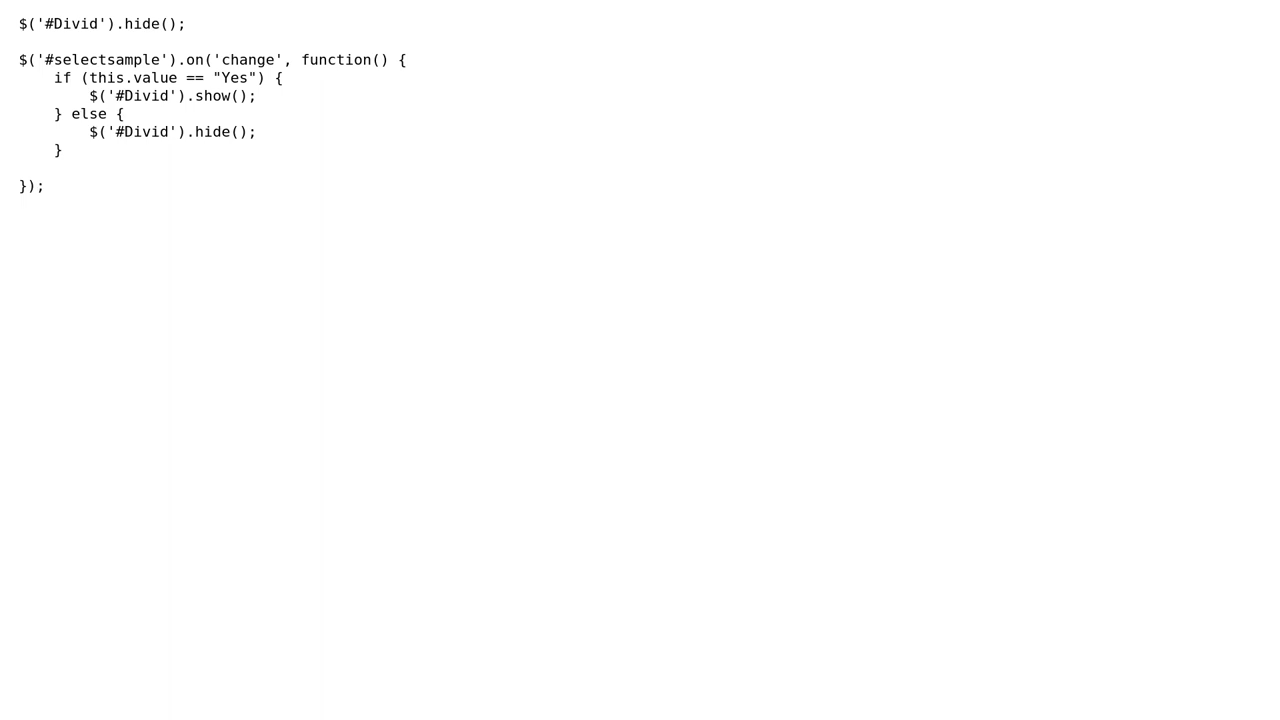 $('#Divid').hide();

$('#selectsample').on('change', function() {
    if (this.value == "Yes") {
        $('#Divid').show();
    } else {
        $('#Divid').hide();
    }

});